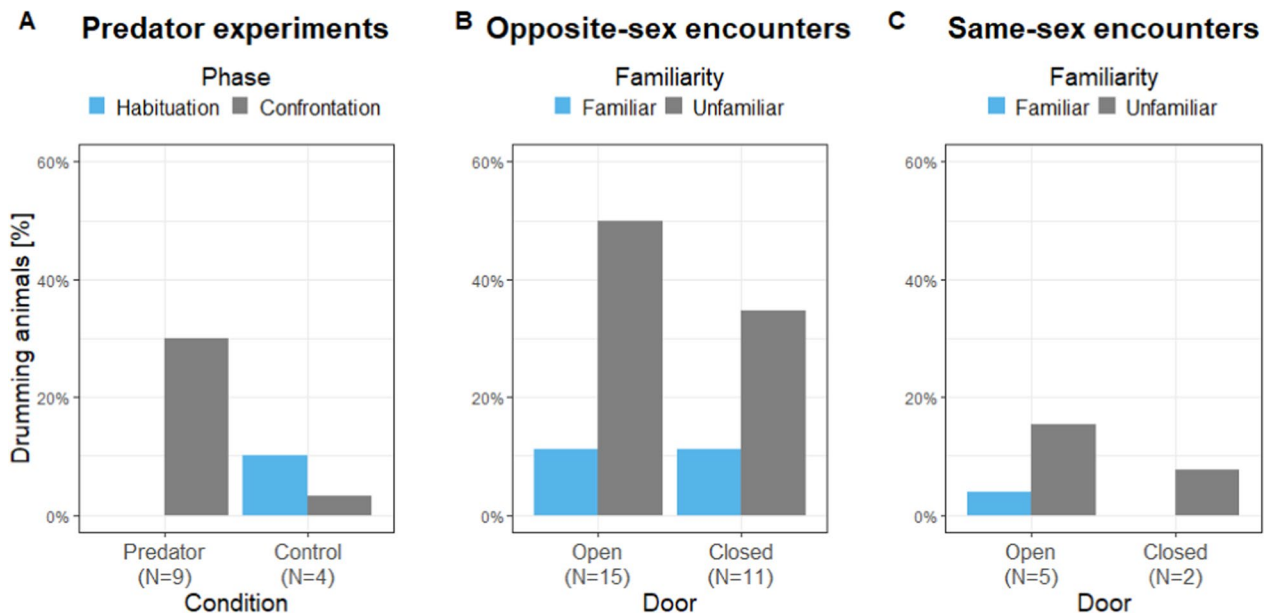 A Predator experiments
Phase
Habituation Confrontation
Drumming animals [%]
60%
40%
20%
0%
Predator
(N=9)
Control
(N=4)
Condition
B Opposite-sex encounters
Familiarity
Familiar Unfamiliar
60%
40%
20%
0%
Open
(N=15)
Closed
(N=11)
Door
C Same-sex encounters
Familiarity
Familiar Unfamiliar
60%
40%
20%
0%
Open
(N=5)
Closed
(N=2)
Door